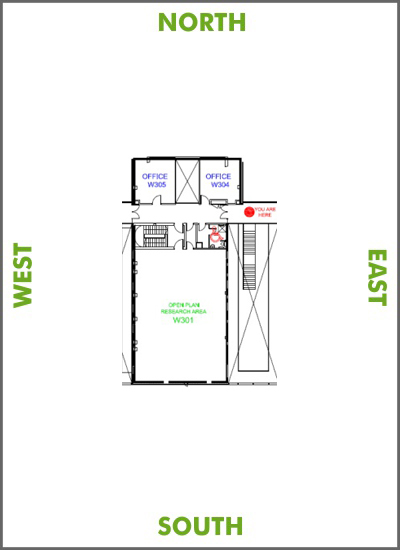 NORTH
OFFICE
W305
OFFICE
W304
YOU ARE
HERE
WEST
EAST
OPEN PLAN
RESEARCH AREA
W301
SOUTH